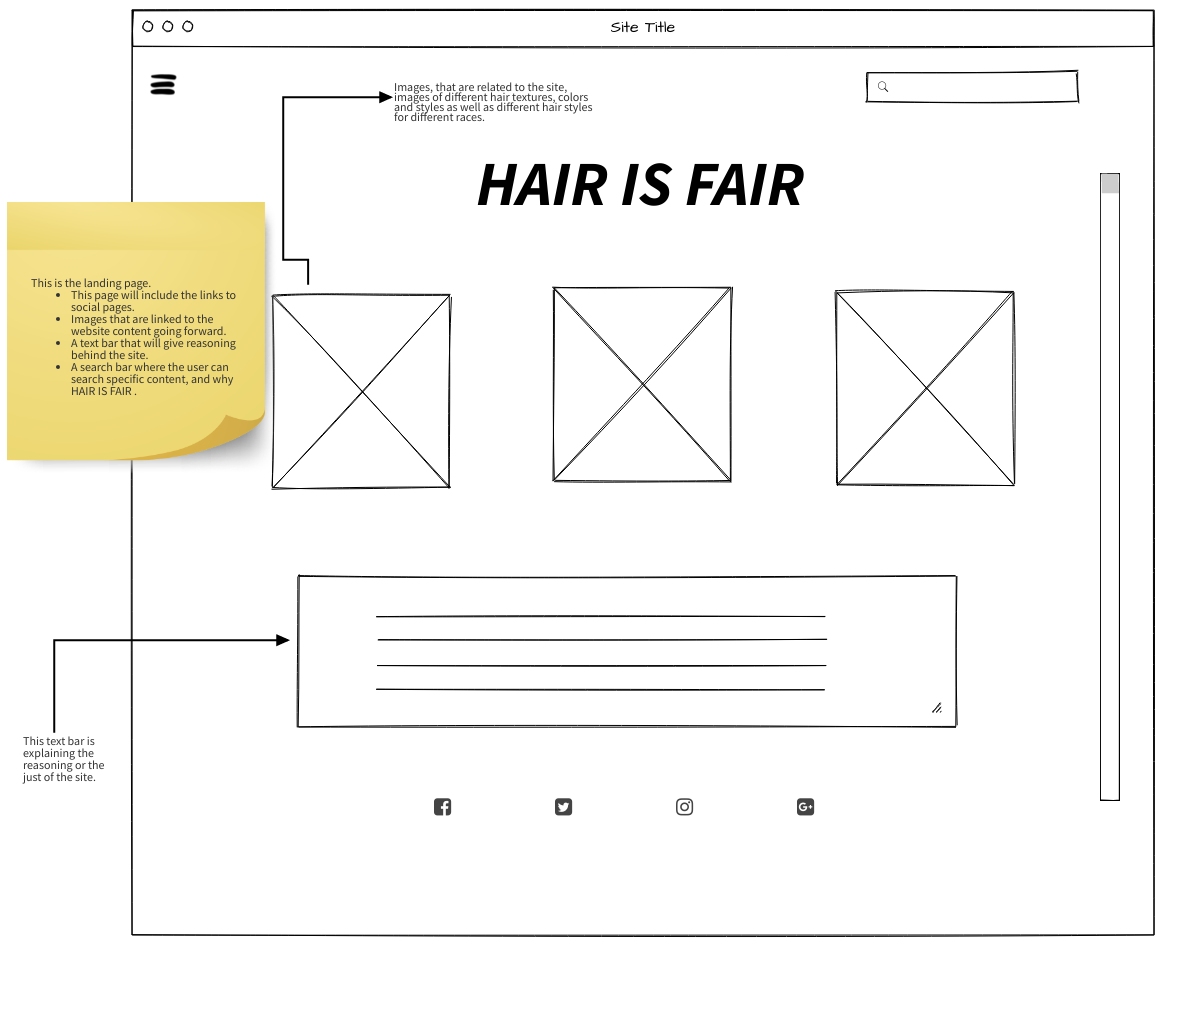 Site Title
Images, that are related to the site,
images of different hair textures, colors
and styles as well as different hair styles
for different races.
HAIR IS FAIR
This is the landing page.
• This page will include the links to
social pages.
• Images that are linked to the
website content going forward.
• A text bar that will give reasoning
behind the site.
• A search bar where the user can
search specific content, and why
HAIR IS FAIR .
This text bar is
explaining the
reasoning or the
just of the site.